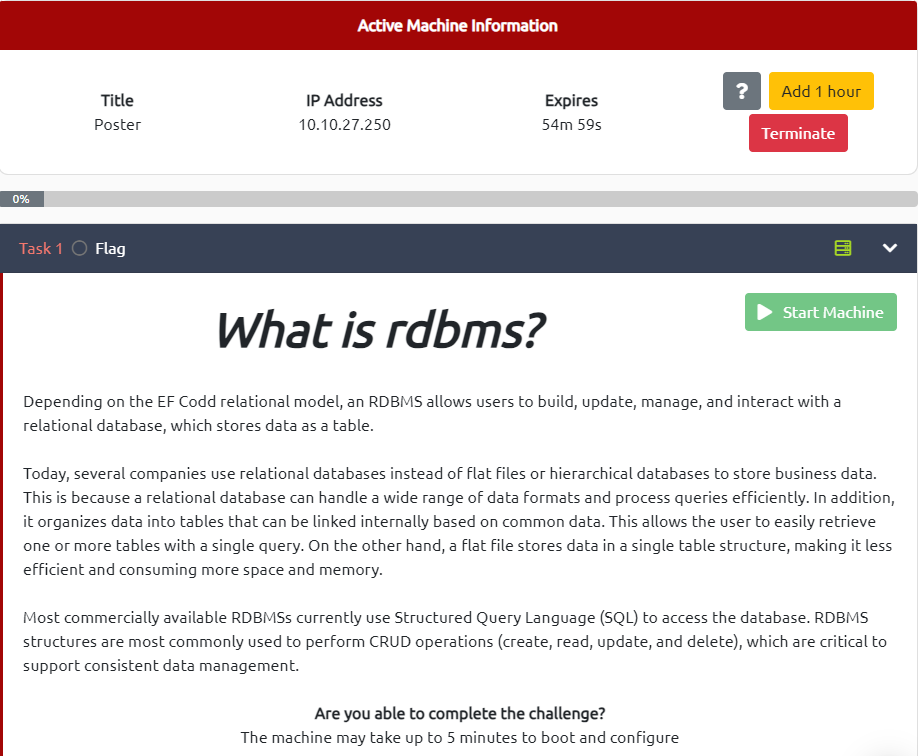 Active Machine Information
Title
IP Address
Expires
? Add 1 hour
Poster
10.10.27.250
54m 59s
Terminate
0%
Task 1 Flag
Start Machine
What is rdbms?
Depending on the EF Codd relational model, an RDBMS allows users to build, update, manage, and interact with a
relational database, which stores data as a table.
Today, several companies use relational databases instead of flat files or hierarchical databases to store business data.
This is because a relational database can handle a wide range of data formats and process queries efficiently. In addition,
it organizes data into tables that can be linked internally based on common data. This allows the user to easily retrieve
one or more tables with a single query. On the other hand, a flat file stores data in a single table structure, making it less
efficient and consuming more space and memory.
Most commercially available RDBMSs currently use Structured Query Language (SQL) to access the database. RDBMS
structures are most commonly used to perform CRUD operations (create, read, update, and delete), which are critical to
support consistent data management.
Are you able to complete the challenge?
The machine may take up to 5 minutes to boot and configure